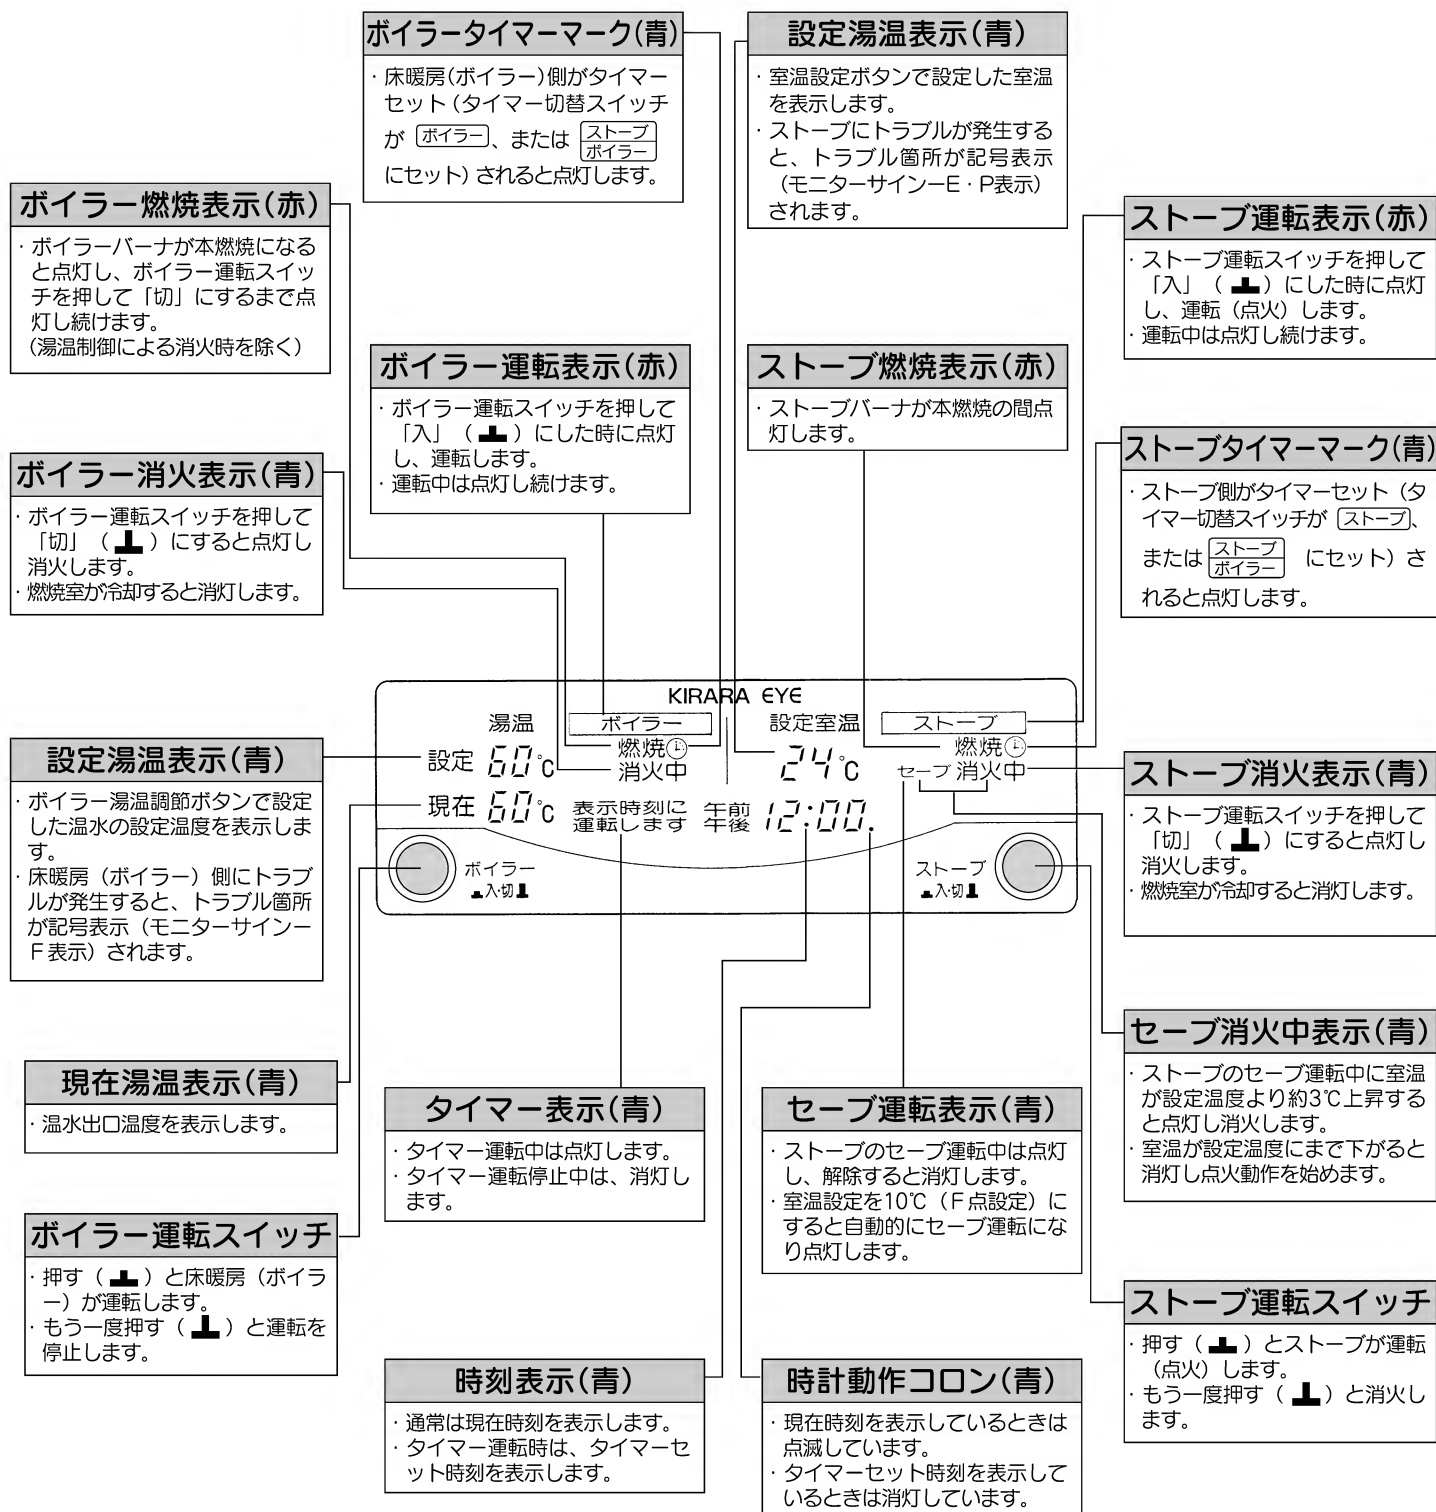 ボイラータイマーマーク(青)
・床暖房(ボイラー)側がタイマー
セット(タイマー切替スイッチ
が ボイラー、または ストーブ
ボイラー
にセット)されると点灯します。
設定湯温表示(青)
・室温設定ボタンで設定した室温
を表示します。
・ストーブにトラブルが発生する
と、トラブル箇所が記号表示
(モニターサインーE・P表示)
されます。
ボイラー燃焼表示(赤)
・ボイラーバーナが本燃焼になる
と点灯し、ボイラー運転スイッ
チを押して「切」にするまで点
灯し続けます。
(湯温制御による消火時を除く)
ストーブ運転表示(赤)
・ストーブ運転スイッチを押して
「入」( )にした時に点灯
し、運転(点火)します。
・運転中は点灯し続けます。
ボイラー運転表示(赤)
・ボイラー運転スイッチを押して
「入」( )にした時に点灯
し、運転します。
・運転中は点灯し続けます。
ストーブ燃焼表示(赤)
・ストーブバーナが本燃焼の間点
灯します。
ボイラー消火表示(青)
・ボイラー運転スイッチを押して
「切」( )にすると点灯し
消火します。
・燃焼室が冷却すると消灯します。
ストーブタイマーマーク(青)
・ストーブ側がタイマーセット(タ
イマー切替スイッチが ストーブ、
または ストーブ
ボイラー にセット)さ
れると点灯します。
KIRARA EYE
湯温 ボイラー 設定室温 ストーブ
設定 60℃ 燃焼 24℃ 燃焼
消火中 セーブ 消火中
現在 60℃ 表示時刻に 午前 12:00.
運転します 午後
ボイラー
入・切
ストーブ
入・切
設定湯温表示(青)
・ボイラー湯温調節ボタンで設定
した温水の設定温度を表示しま
す。
・床暖房(ボイラー)側にトラブ
ルが発生すると、トラブル箇所
が記号表示(モニターサインー
F表示)されます。
ストーブ消火表示(青)
・ストーブ運転スイッチを押して
「切」( )にすると点灯し
消火します。
・燃焼室が冷却すると消灯します。
現在湯温表示(青)
・温水出口温度を表示します。
タイマー表示(青)
・タイマー運転中は点灯します。
・タイマー運転停止中は、消灯し
ます。
セーブ運転表示(青)
・ストーブのセーブ運転中は点灯
し、解除すると消灯します。
・室温設定を10℃(F点設定)に
すると自動的にセーブ運転にな
り点灯します。
セーブ消火中表示(青)
・ストーブのセーブ運転中に室温
が設定温度より約3℃上昇する
と点灯し消火します。
・室温が設定温度にまで下がると
消灯し点火動作を始めます。
ボイラー運転スイッチ
・押す( )と床暖房(ボイラ
ー)が運転します。
・もう一度押す( )と運転を
停止します。
ストーブ運転スイッチ
・押す( )とストーブが運転
(点火)します。
・もう一度押す( )と消火し
ます。
時刻表示(青)
・通常は現在時刻を表示します。
・タイマー運転時は、タイマーセ
ット時刻を表示します。
時計動作コロン(青)
・現在時刻を表示しているときは
点滅しています。
・タイマーセット時刻を表示して
いるときは消灯しています。